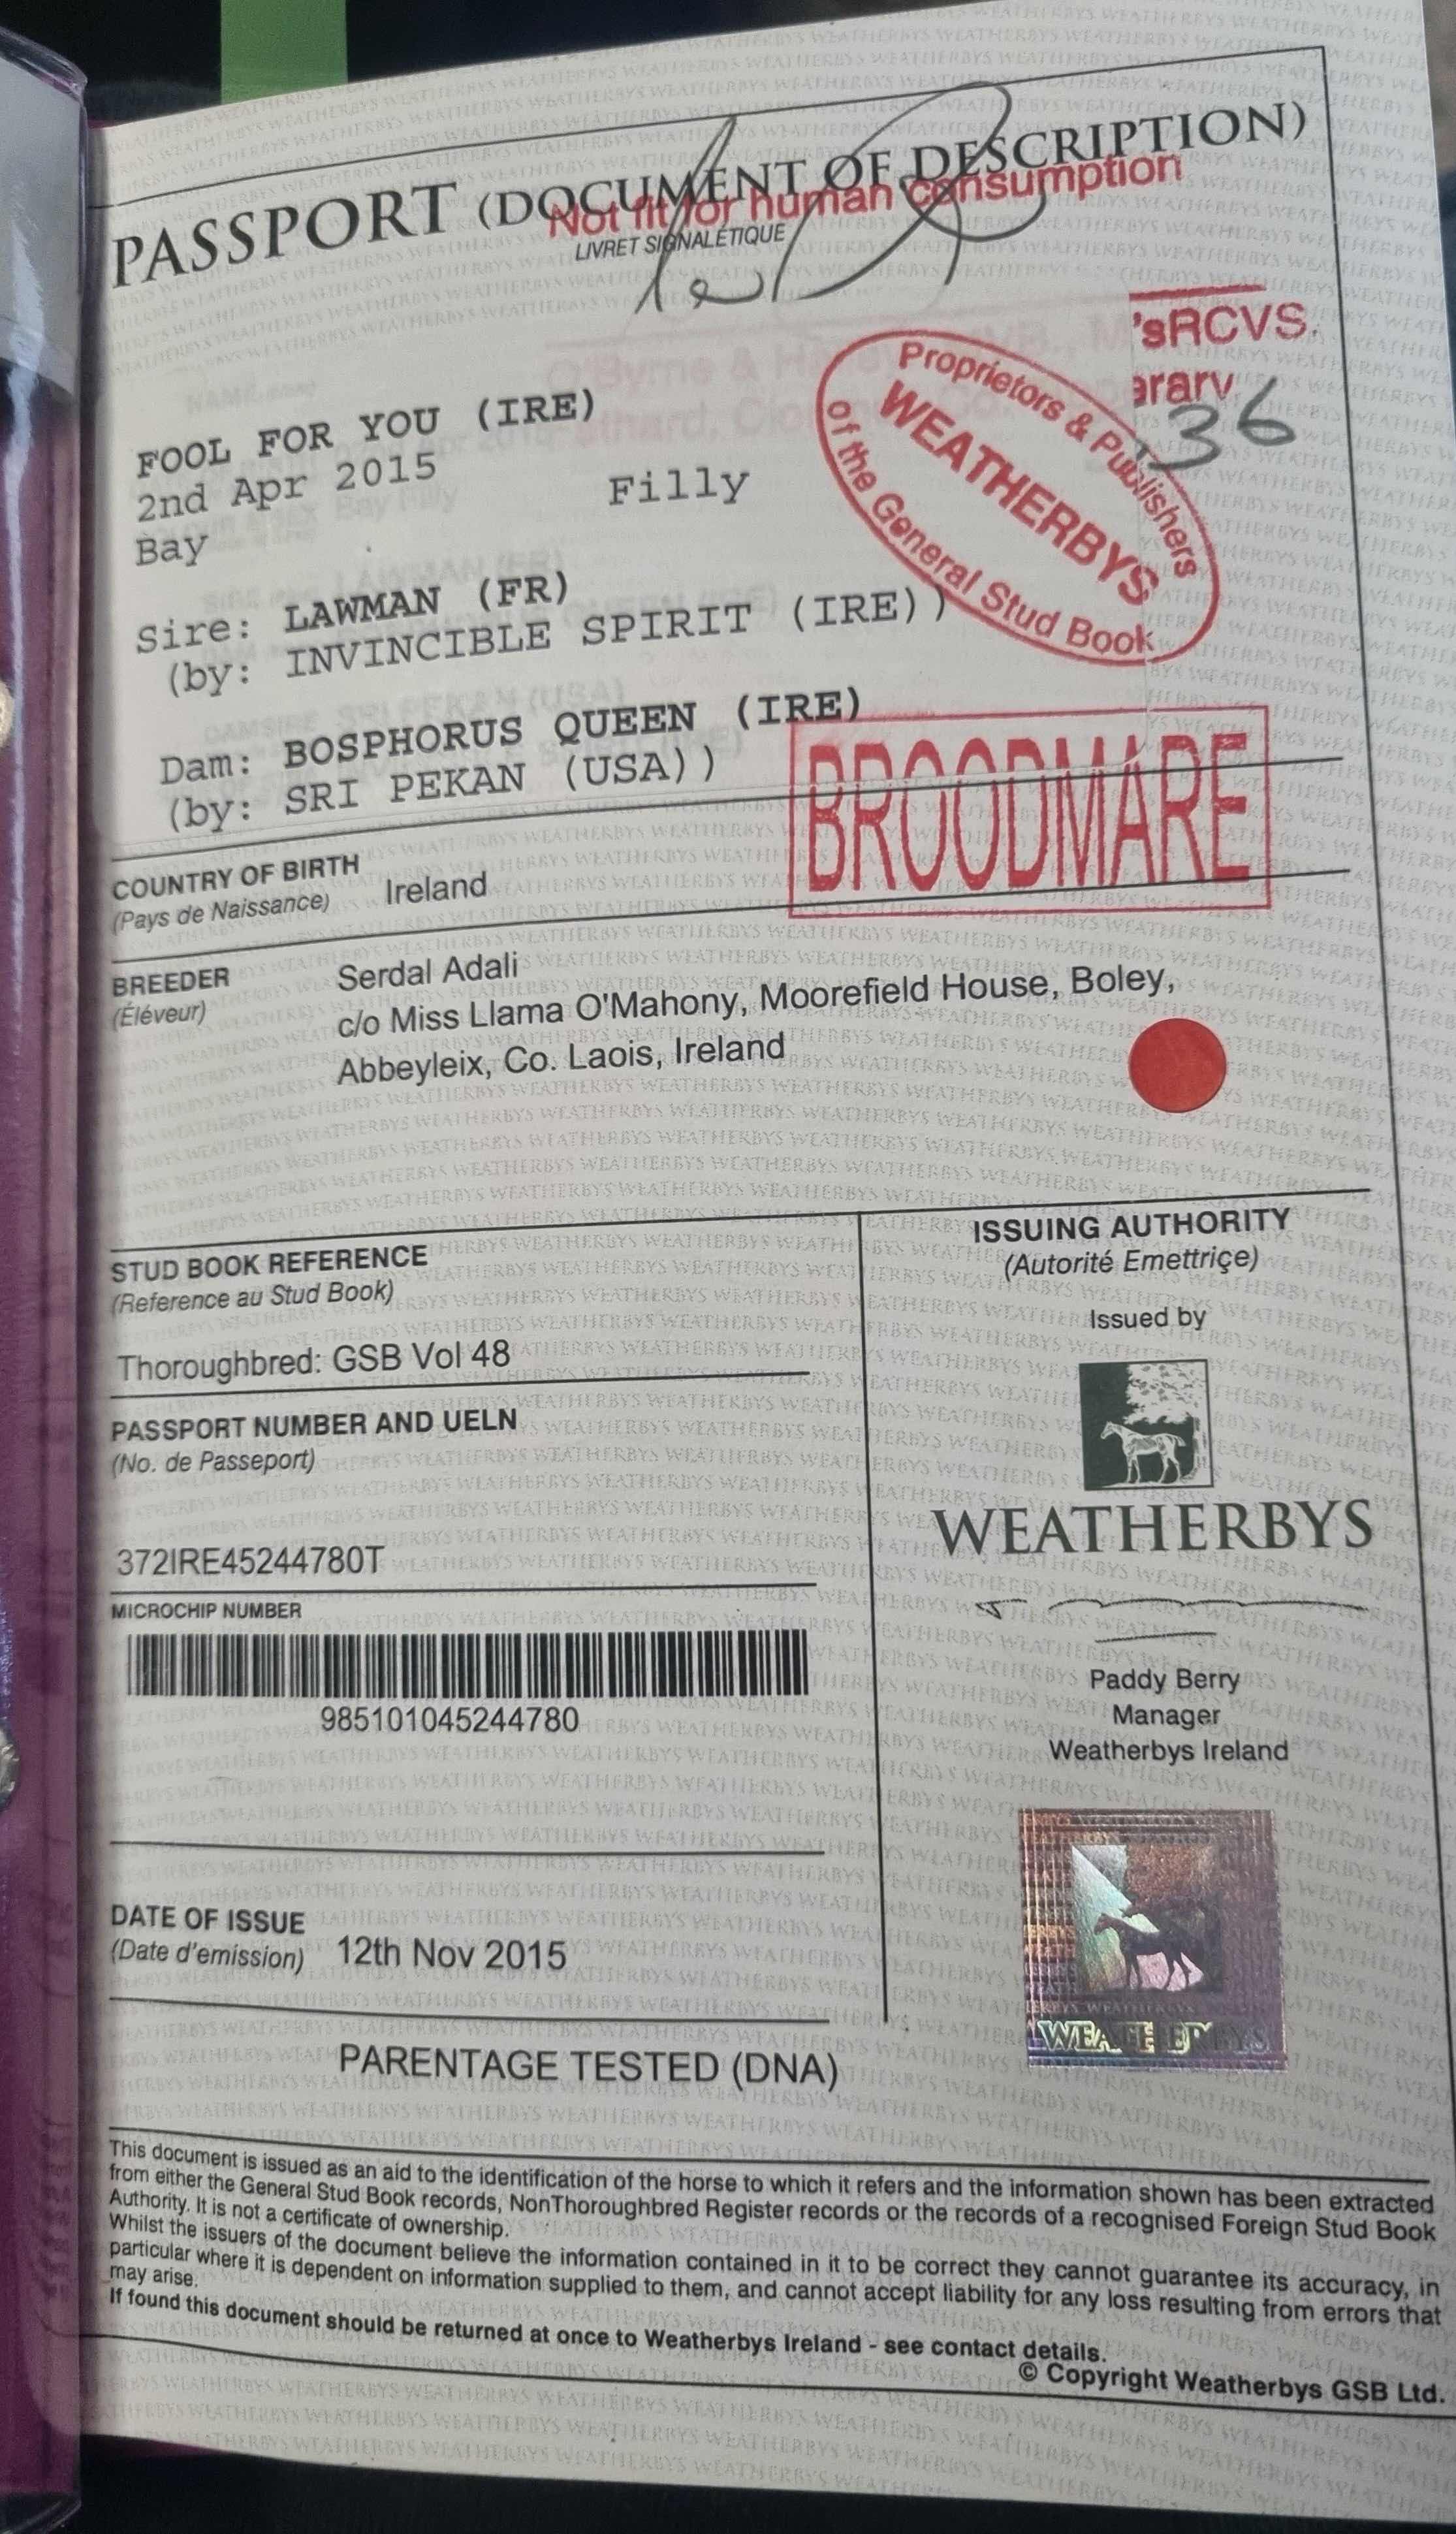 PASSPORT (DOCUMENT OF DESCRIPTION)
Not fit for human consumption
LIVRET SIGNALÉTIQUE
'sRCVS.
36
Proprietors & Publishers
WEATHERBYS
of the General Stud Book
FOOL FOR YOU (IRE)
2nd Apr 2015 Filly
Bay
Sire: LAWMAN (FR)
(by: INVINCIBLE SPIRIT (IRE))
Dam: BOSPHORUS QUEEN (IRE)
(by: SRI PEKAN (USA))
BROODMARE
COUNTRY OF BIRTH Ireland
(Pays de Naissance)
BREEDER Serdal Adali
(Éléveur) c/o Miss Llama O'Mahony, Moorefield House, Boley,
Abbeyleix, Co. Laois, Ireland
STUD BOOK REFERENCE
(Reference au Stud Book)
Thoroughbred: GSB Vol 48
PASSPORT NUMBER AND UELN
(No. de Passeport)
372IRE45244780T
MICROCHIP NUMBER
985101045244780
DATE OF ISSUE
(Date d'emission) 12th Nov 2015
ISSUING AUTHORITY
(Autorité Emettriçe)
Issued by
WEATHERBYS
Paddy Berry
Manager
Weatherbys Ireland
WEATHERBYS
PARENTAGE TESTED (DNA)
This document is issued as an aid to the identification of the horse to which it refers and the information shown has been extracted
from either the General Stud Book records, NonThoroughbred Register records or the records of a recognised Foreign Stud Book
Authority. It is not a certificate of ownership.
Whilst the issuers of the document believe the information contained in it to be correct they cannot guarantee its accuracy, in
particular where it is dependent on information supplied to them, and cannot accept liability for any loss resulting from errors that
may arise.
If found this document should be returned at once to Weatherbys Ireland - see contact details.
© Copyright Weatherbys GSB Ltd.